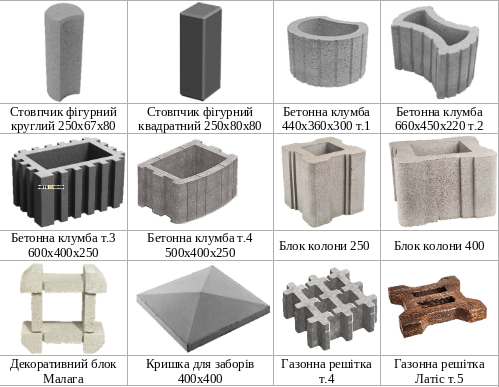 Стовпчик фігурний
круглий 250х67х80
Стовпчик фігурний
квадратний 250х80х80
Бетонна клумба
440х360х300 т.1
Бетонна клумба
660х450х220 т.2
Бетонна клумба т.3
600х400х250
Бетонна клумба т.4
500х400х250
Блок колони 250
Блок колони 400
Декоративний блок
Малага
Кришка для заборів
400х400
Газонна решітка
т.4
Газонна решітка
Латіс т.5